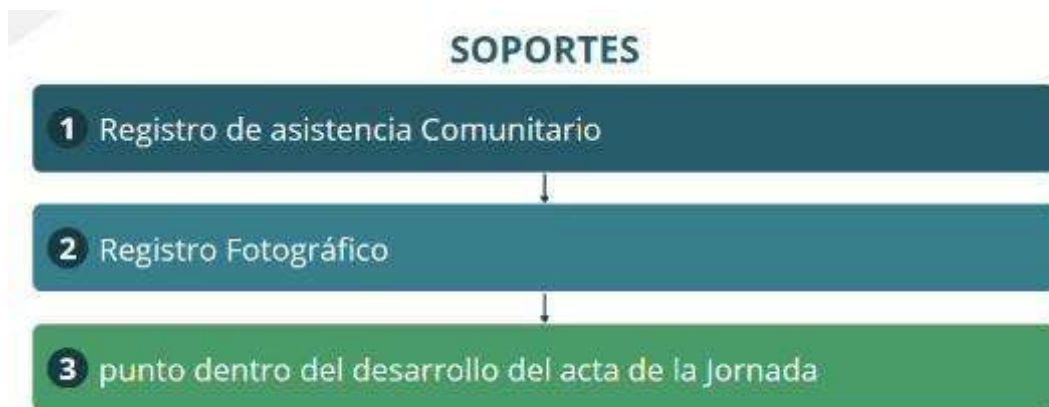 SOPORTES
1 Registro de asistencia Comunitario
2 Registro Fotográfico
3 punto dentro del desarrollo del acta de la Jornada